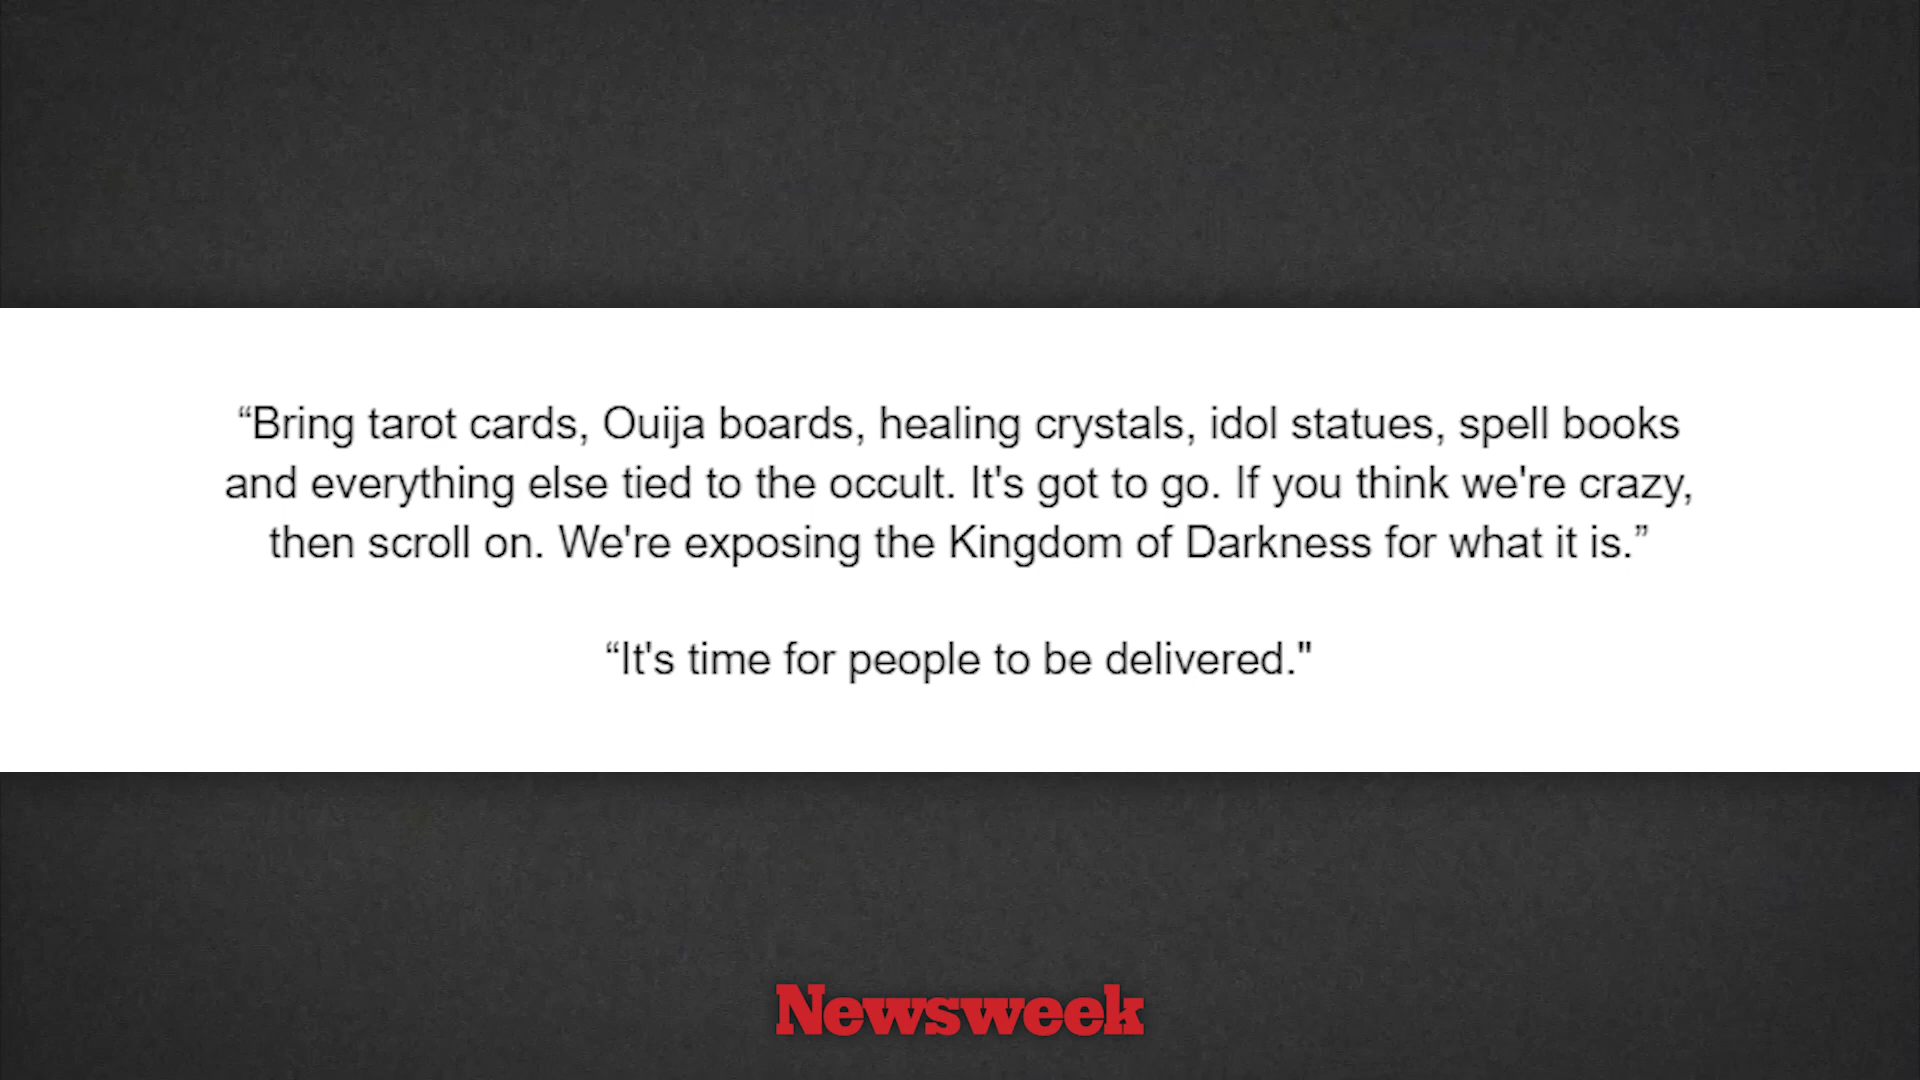 “Bring tarot cards, Ouija boards, healing crystals, idol statues, spell books
and everything else tied to the occult. It's got to go. If you think we're crazy,
then scroll on. We're exposing the Kingdom of Darkness for what it is.”
“It's time for people to be delivered."
Newsweek